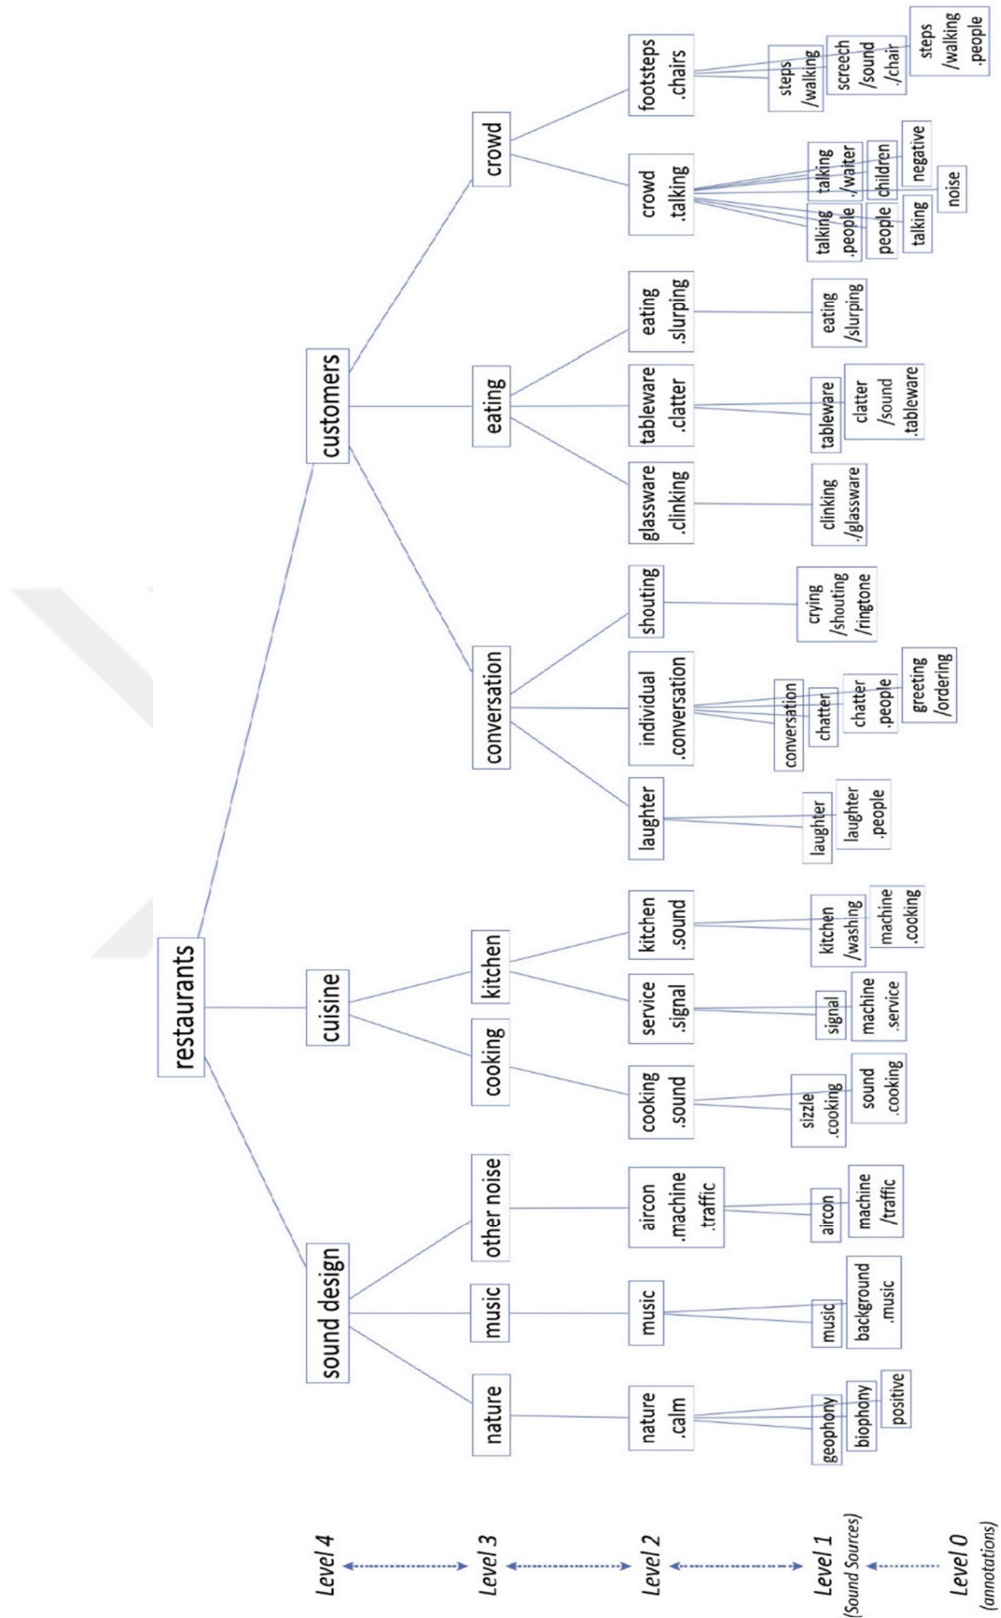 restaurants
Level 4
sound design
cuisine
customers
Level 3
nature
music
other noise
cooking
kitchen
conversation
eating
crowd
Level 2
nature
.calm
music
aircon
.machine
.traffic
cooking
.sound
service
.signal
kitchen
.sound
laughter
individual
.conversation
shouting
glassware
.clinking
tableware
.clatter
eating
.slurping
crowd
.talking
footsteps
.chairs
Level 1
(Sound Sources)
geophony
biophony
positive
music
background
.music
aircon
machine
/traffic
sizzle
.cooking
sound
.cooking
signal
machine
.service
kitchen
/washing
machine
.cooking
laughter
laughter
.people
conversation
chatter
chatter
.people
greeting
/ordering
crying
/shouting
/ringtone
clinking
./glassware
tableware
clatter
/sound
.tableware
eating
/slurping
talking
.people
people
talking
noise
talking
./waiter
children
negative
steps
/walking
screech
/sound
./chair
steps
/walking
.people
Level 0
(annotations)